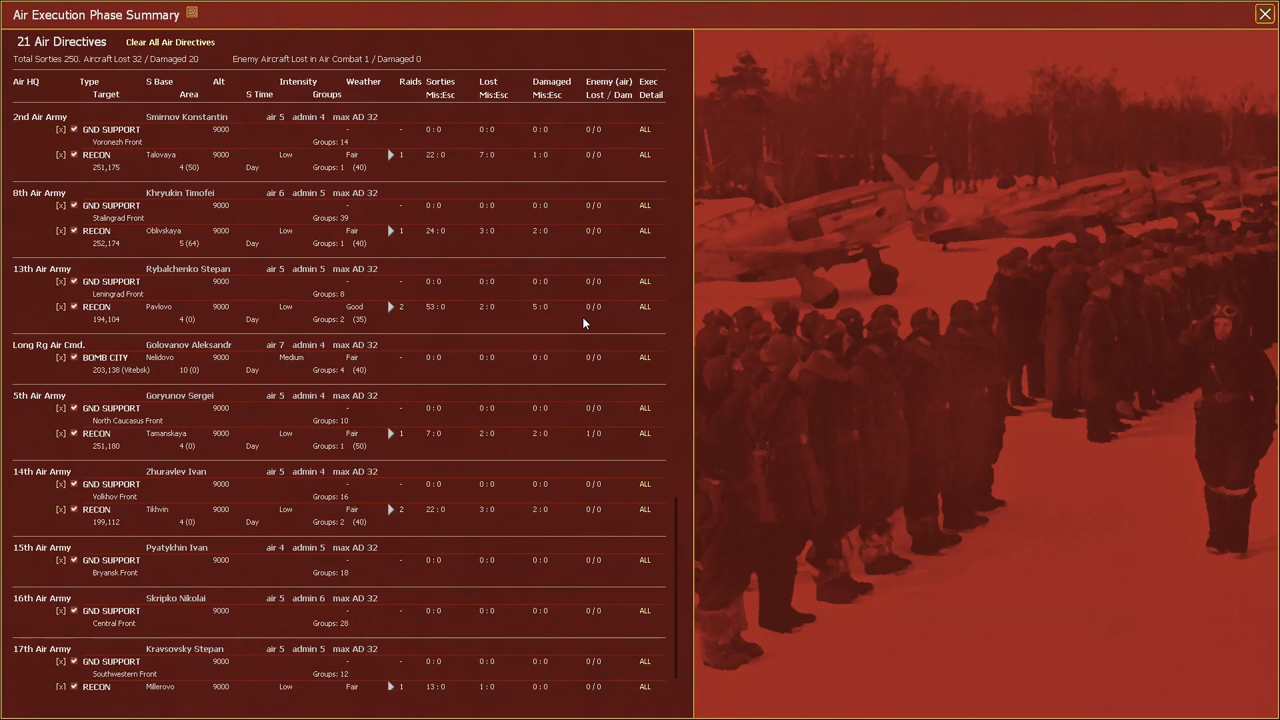 Air Execution Phase Summary
21 Air Directives Clear All Air Directives
Total Sorties 250. Aircraft Lost 32 / Damaged 20 Enemy Aircraft Lost in Air Combat 1 / Damaged 0
Air HQ Type S Base Alt Intensity Weather Raids Sorties Lost Damaged Enemy (air) Exec
Target Area S Time Groups Mis:Esc Mis:Esc Mis:Esc Lost / Dam Detail
2nd Air Army Smirnov Konstantin air 5 admin 4 max AD 32
[x] GND SUPPORT 9000 - - 0 : 0 0 : 0 0 : 0 0 / 0 ALL
Voronezh Front Groups: 14
[x] RECON Talovaya 9000 Low Fair 1 22 : 0 7 : 0 1 : 0 0 / 0 ALL
251,175 4 (50) Day Groups: 1 (40)
8th Air Army Khryukin Timofei air 6 admin 5 max AD 32
[x] GND SUPPORT 9000 - - 0 : 0 0 : 0 0 : 0 0 / 0 ALL
Stalingrad Front Groups: 39
[x] RECON Oblivskaya 9000 Low Fair 1 24 : 0 3 : 0 2 : 0 0 / 0 ALL
252,174 5 (64) Day Groups: 1 (40)
13th Air Army Rybalchenko Stepan air 5 admin 5 max AD 32
[x] GND SUPPORT 9000 - - 0 : 0 0 : 0 0 : 0 0 / 0 ALL
Leningrad Front Groups: 8
[x] RECON Pavlovo 9000 Low Good 2 53 : 0 2 : 0 5 : 0 0 / 0 ALL
194,104 4 (0) Day Groups: 2 (35)
Long Rg Air Cmd. Golovanov Aleksandr air 7 admin 4 max AD 32
[x] BOMB CITY Nelidovo 9000 Medium Fair - 0 : 0 0 : 0 0 : 0 0 / 0 ALL
203,138 (Vitebsk) 10 (0) Day Groups: 4 (40)
5th Air Army Goryunov Sergei air 5 admin 4 max AD 32
[x] GND SUPPORT 9000 - - 0 : 0 0 : 0 0 : 0 0 / 0 ALL
North Caucasus Front Groups: 10
[x] RECON Tamanskaya 9000 Low Fair 1 7 : 0 2 : 0 2 : 0 1 / 0 ALL
251,180 4 (0) Day Groups: 1 (50)
14th Air Army Zhuravlev Ivan air 5 admin 4 max AD 32
[x] GND SUPPORT 9000 - - 0 : 0 0 : 0 0 : 0 0 / 0 ALL
Volkhov Front Groups: 16
[x] RECON Tikhvin 9000 Low Fair 2 22 : 0 3 : 0 2 : 0 0 / 0 ALL
199,112 4 (0) Day Groups: 2 (40)
15th Air Army Pyatykhin Ivan air 4 admin 5 max AD 32
[x] GND SUPPORT 9000 - - 0 : 0 0 : 0 0 : 0 0 / 0 ALL
Bryansk Front Groups: 18
16th Air Army Skripko Nikolai air 5 admin 6 max AD 32
[x] GND SUPPORT 9000 - - 0 : 0 0 : 0 0 : 0 0 / 0 ALL
Central Front Groups: 28
17th Air Army Kravsovsky Stepan air 5 admin 5 max AD 32
[x] GND SUPPORT 9000 - - 0 : 0 0 : 0 0 : 0 0 / 0 ALL
Southwestern Front Groups: 12
[x] RECON Millerovo 9000 Low Fair 1 13 : 0 1 : 0 0 : 0 0 / 0 ALL